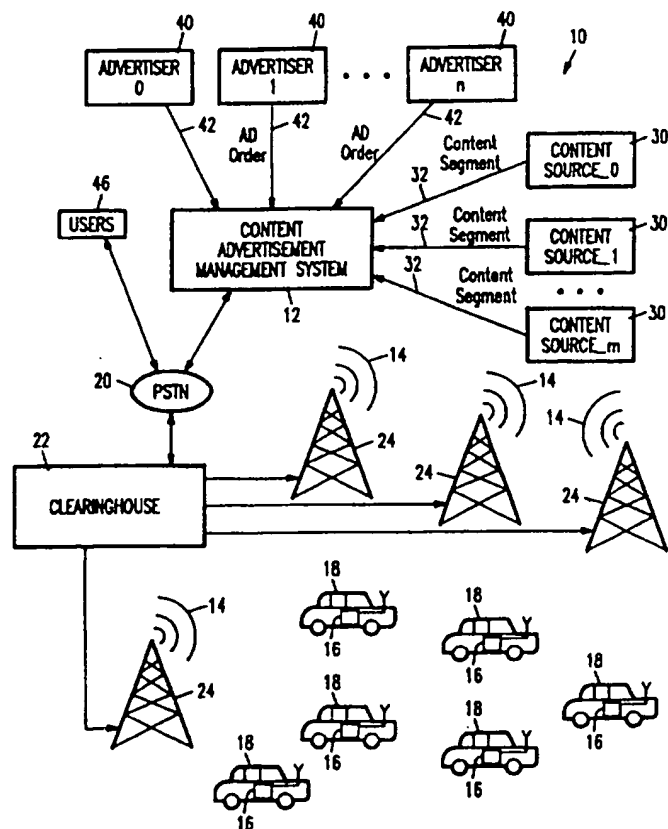 40
40
40
10
ADVERTISER
0
ADVERTISER
1
. . .
ADVERTISER
n
42
42
42
AD
Order
AD
Order
Content
Segment
32
30
CONTENT
SOURCE_0
46
USERS
CONTENT
ADVERTISEMENT
MANAGEMENT SYSTEM
12
Content
Segment
32
30
CONTENT
SOURCE_1
Content
Segment
32
. . .
30
CONTENT
SOURCE_m
20
PSTN
14
14
14
24
24
24
22
CLEARINGHOUSE
14
24
18
16
18
16
18
16
18
16
18
16
18
16